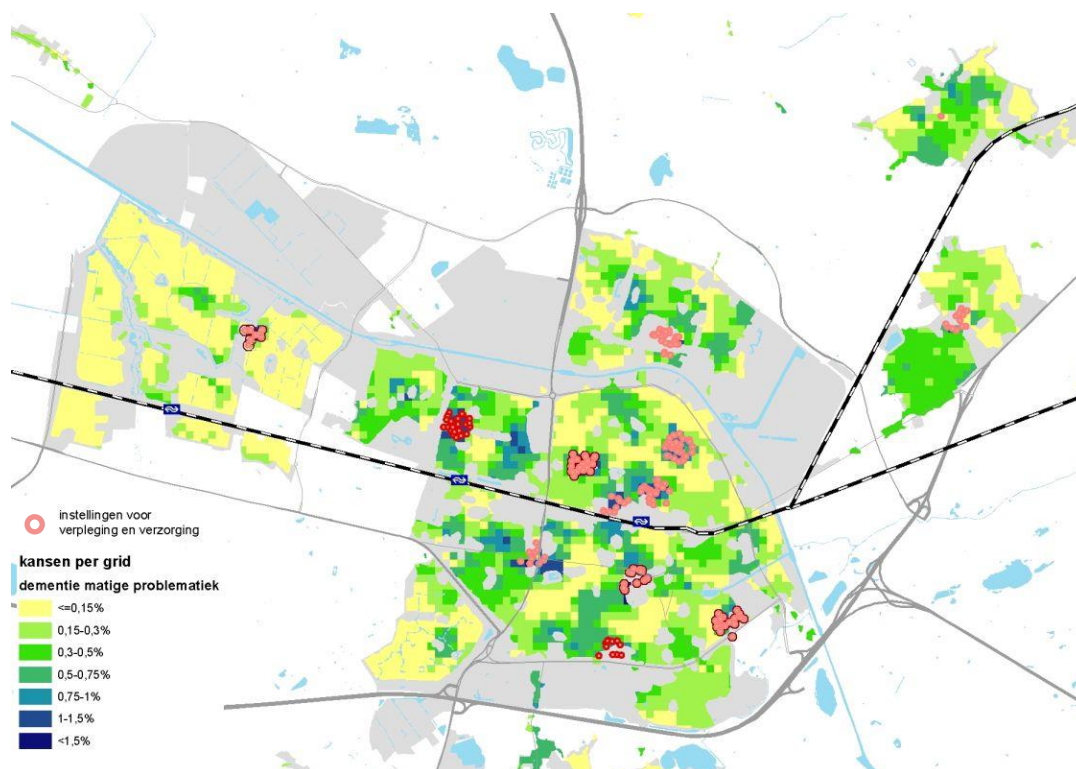 instellingen voor
verpleging en verzorging
kansen per grid
dementie matige problematiek
<=0,15%
0,15-0,3%
0,3-0,5%
0,5-0,75%
0,75-1%
1-1,5%
<1,5%